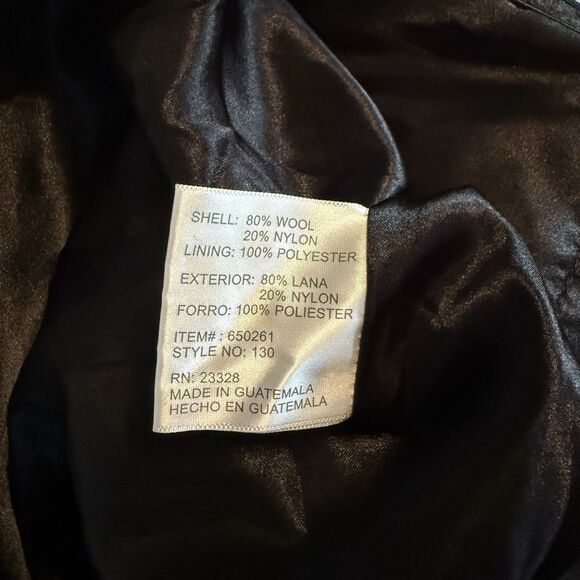 SHELL: 80% WOOL
20% NYLON
LINING: 100% POLYESTER
EXTERIOR: 80% LANA
20% NYLON
FORRO: 100% POLIESTER
ITEM# : 650261
STYLE NO: 130
RN: 23328
MADE IN GUATEMALA
HECHO EN GUATEMALA